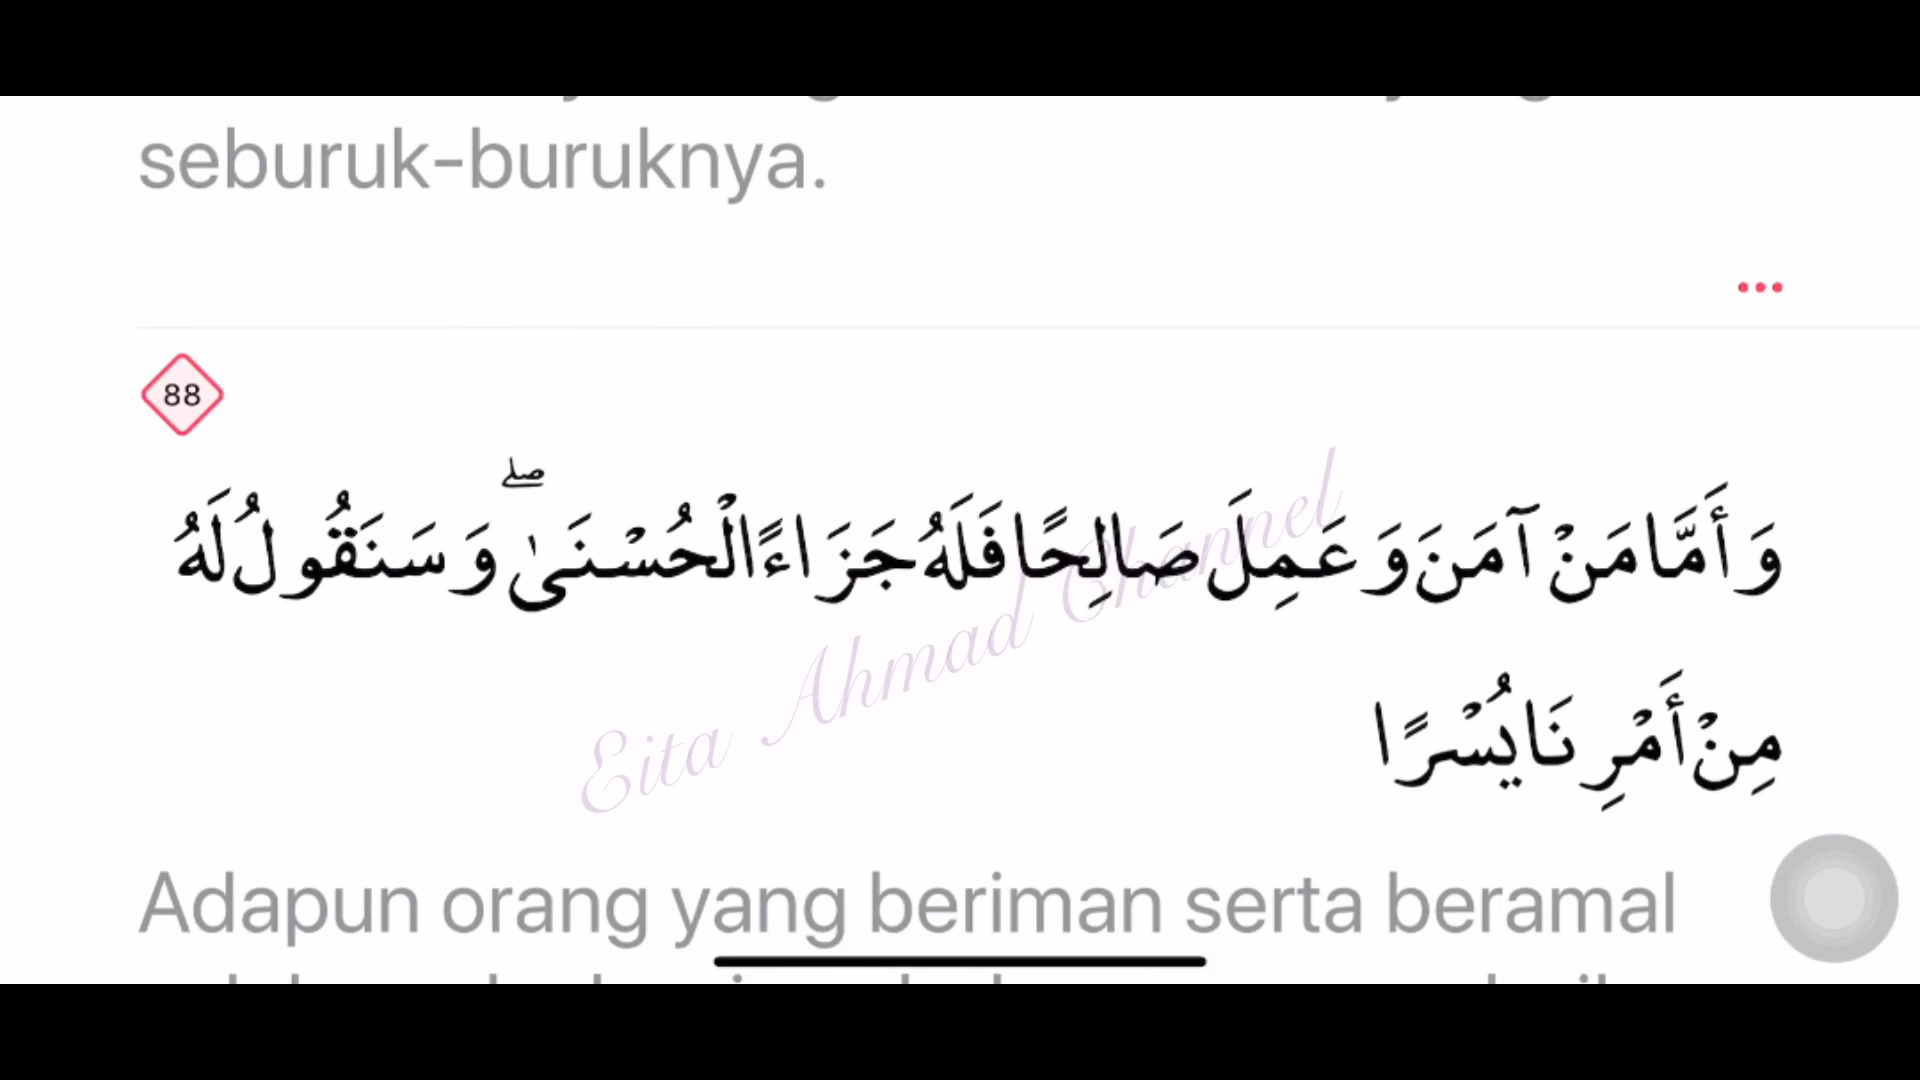 seburuk-buruknya.
88
وَأَمَّا مَنْ آمَنَ وَعَمِلَ صَالِحًا فَلَهُ جَزَاءً الْحُسْنَىٰ ۖ وَسَنَقُولُ لَهُ
مِنْ أَمْرِنَا يُسْرًا
Eita Ahmad Channel
Adapun orang yang beriman serta beramal